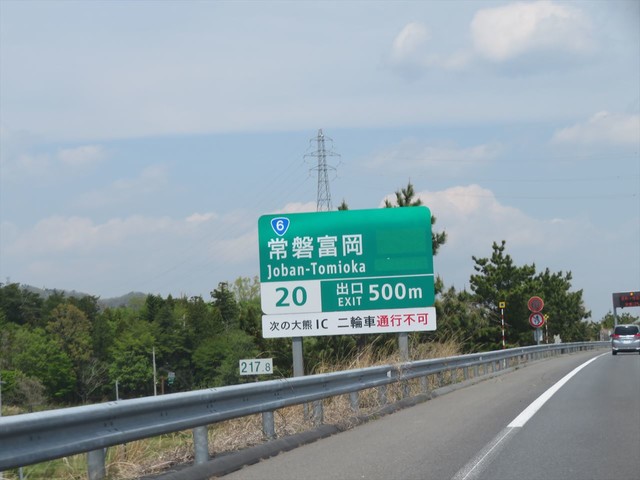 6
常磐富岡
Joban-Tomioka
20 出口 EXIT 500m
次の大熊IC 二輪車通行不可
217.8